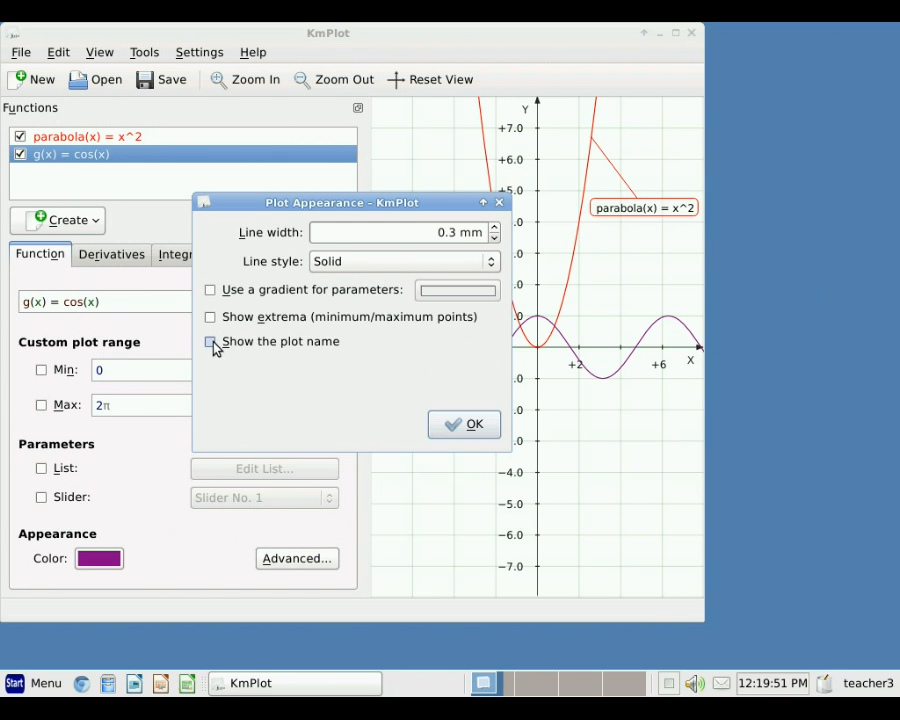 KmPlot
File Edit View Tools Settings Help
New Open Save Zoom In Zoom Out Reset View
Functions
parabola(x) = x^2
g(x) = cos(x)
Create
Function Derivatives Integr
g(x) = cos(x)
Custom plot range
Min: 0
Max: 2π
Parameters
List: Edit List...
Slider: Slider No. 1
Appearance
Color: Advanced...
Plot Appearance – KmPlot
Line width: 0.3 mm
Line style: Solid
Use a gradient for parameters:
Show extrema (minimum/maximum points)
Show the plot name
OK
Y
+7.0
+6.0
+5.0
parabola(x) = x^2
+2 +6 X
−4.0
−5.0
−6.0
−7.0
Start Menu KmPlot 12:19:51 PM teacher3